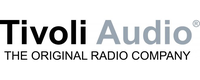 Tivoli Audio®
THE ORIGINAL RADIO COMPANY